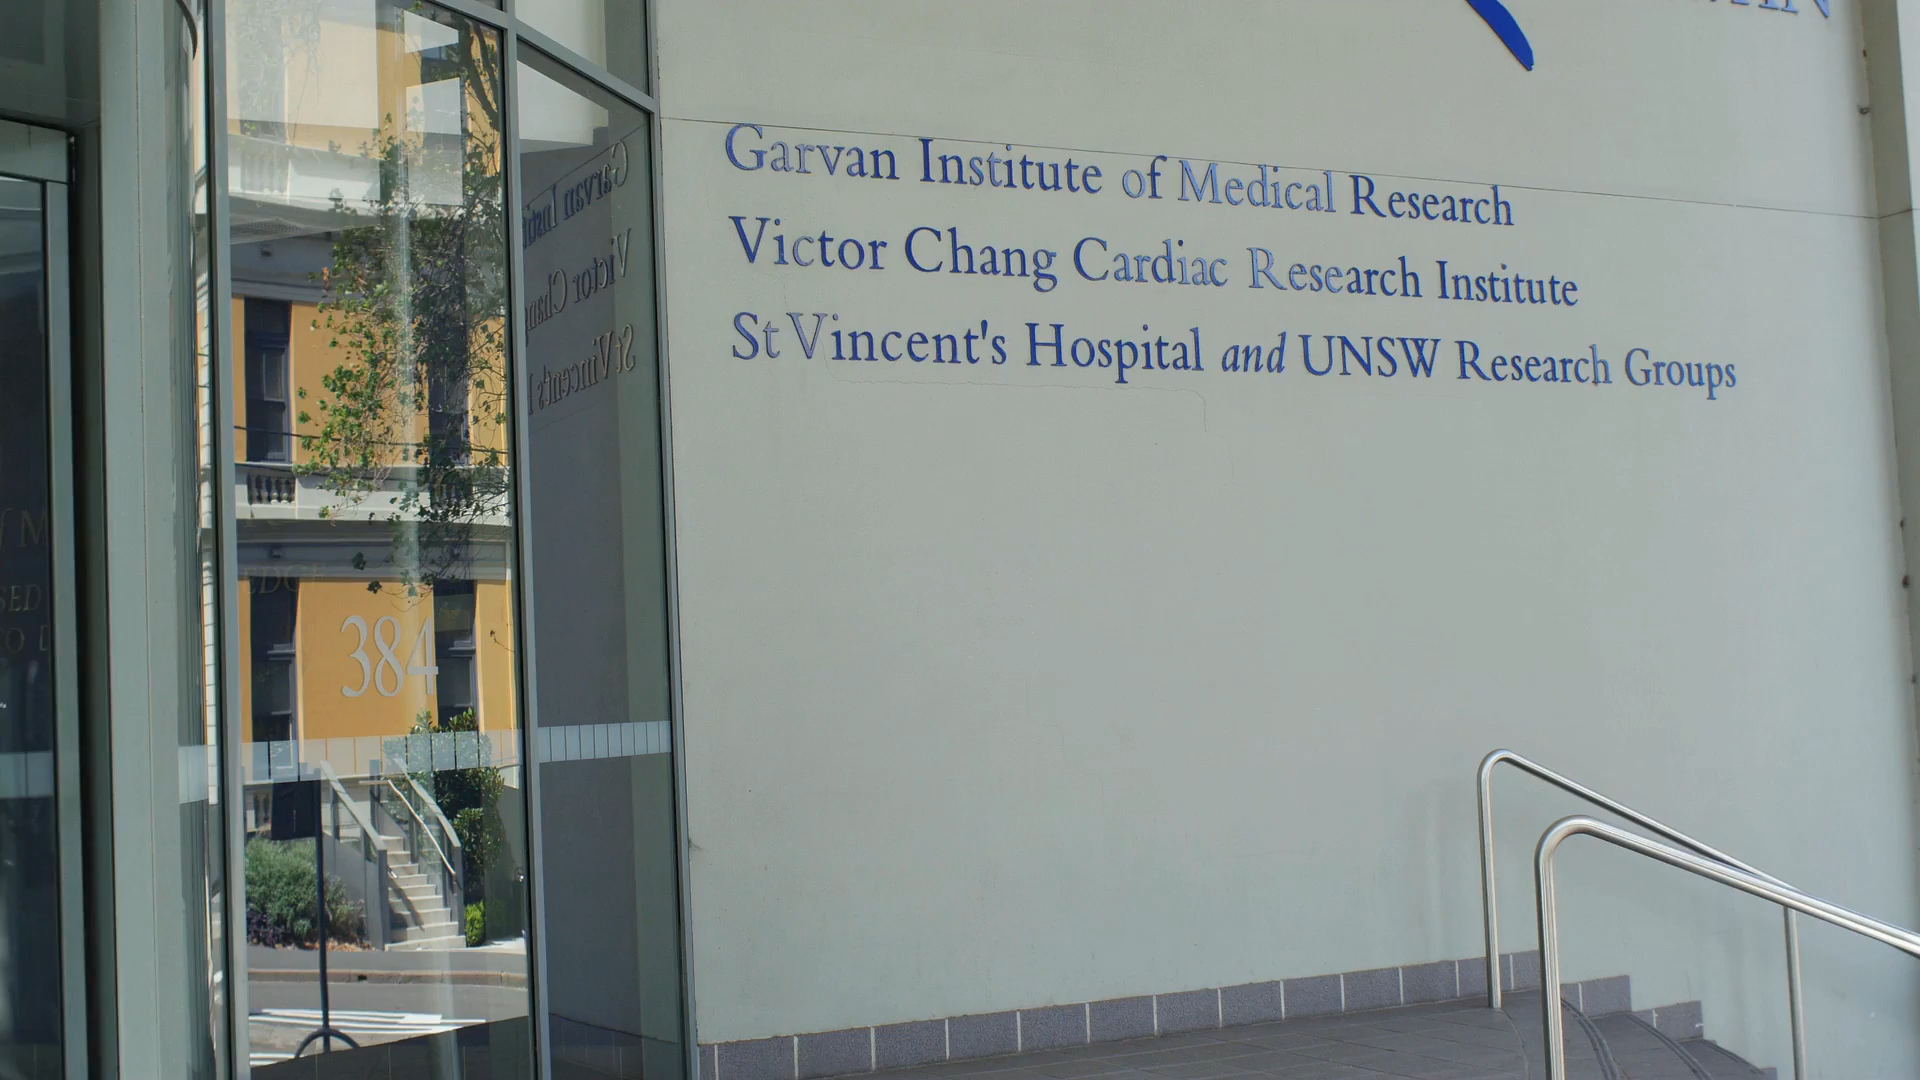 Garvan Institute of Medical Research
Victor Chang Cardiac Research Institute
St Vincent's Hospital and UNSW Research Groups
384